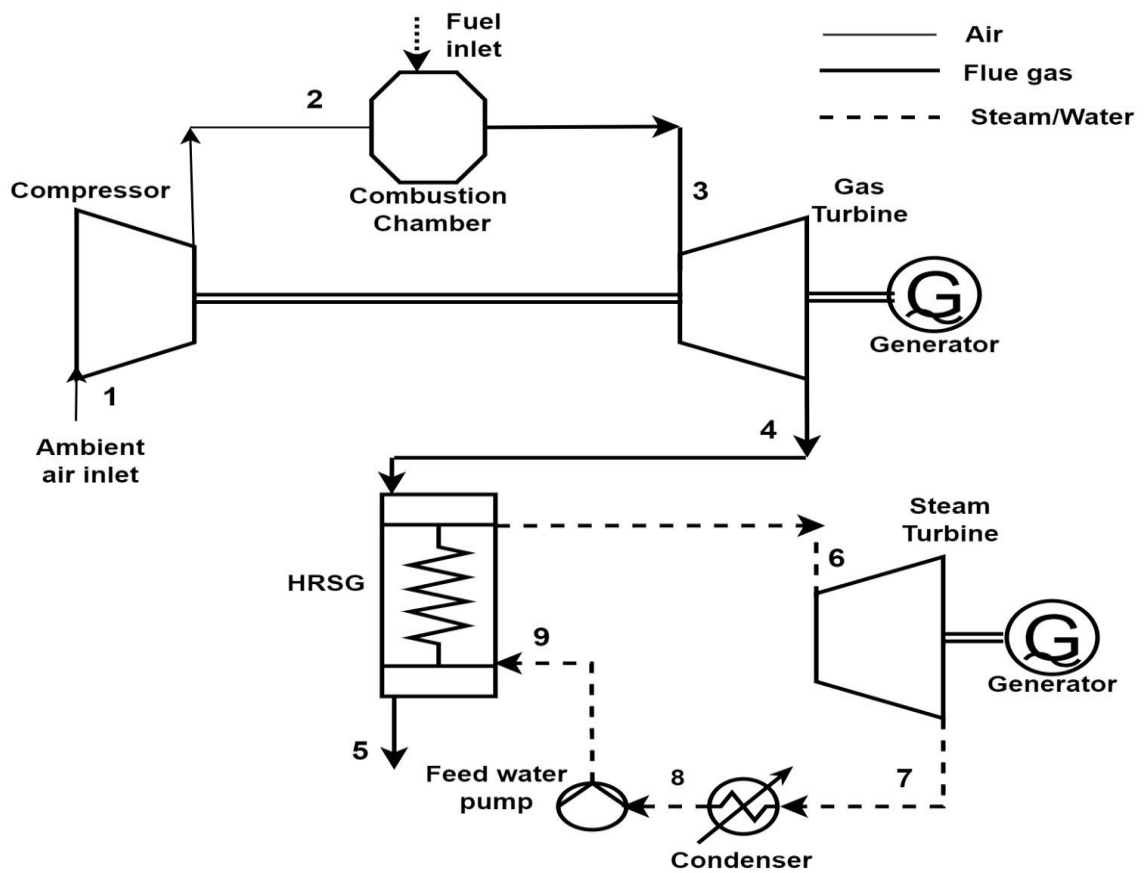 Fuel
inlet
Air
Flue gas
Steam/Water
2
Compressor
Combustion
Chamber
3
Gas
Turbine
G
Generator
1
Ambient
air inlet
4
Steam
Turbine
6
HRSG
9
G
Generator
5
Feed water
pump
8
7
Condenser